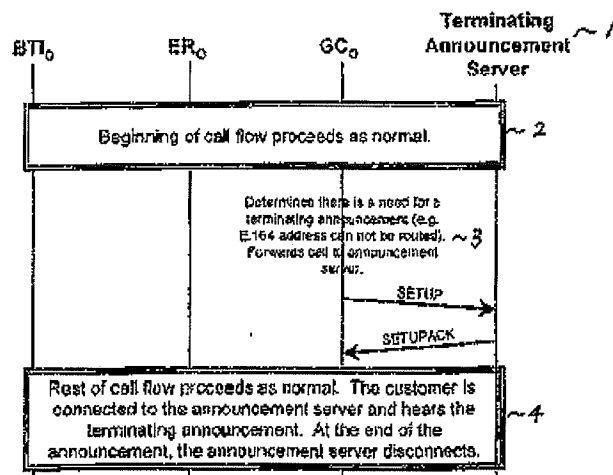 Terminating
Announcement
Server
~ 1
BTI₀
ER₀
GC₀
Beginning of call flow proceeds as normal.
~ 2
Determines there is a need for a
terminating announcement (e.g.
E.164 address can not be routed).
Forwards call to announcement
server.
~ 3
SETUP
SETUPACK
Rest of call flow proceeds as normal. The customer is
connected to the announcement server and hears the
terminating announcement. At the end of the
announcement, the announcement server disconnects.
~ 4